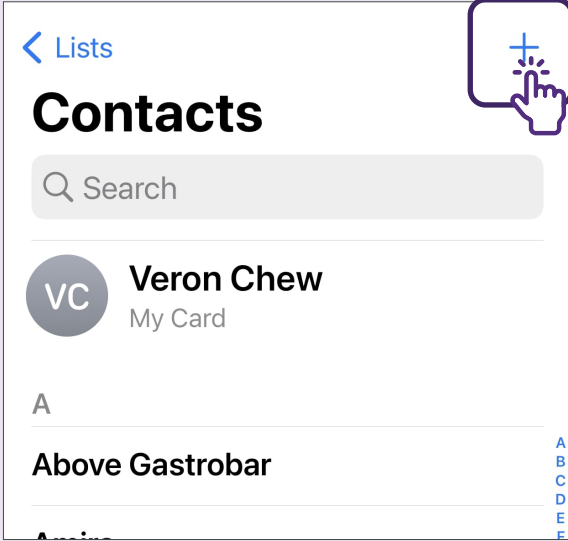 Lists
+
Contacts
Search
VC
Veron Chew
My Card
A
Above Gastrobar
A
B
C
D
E